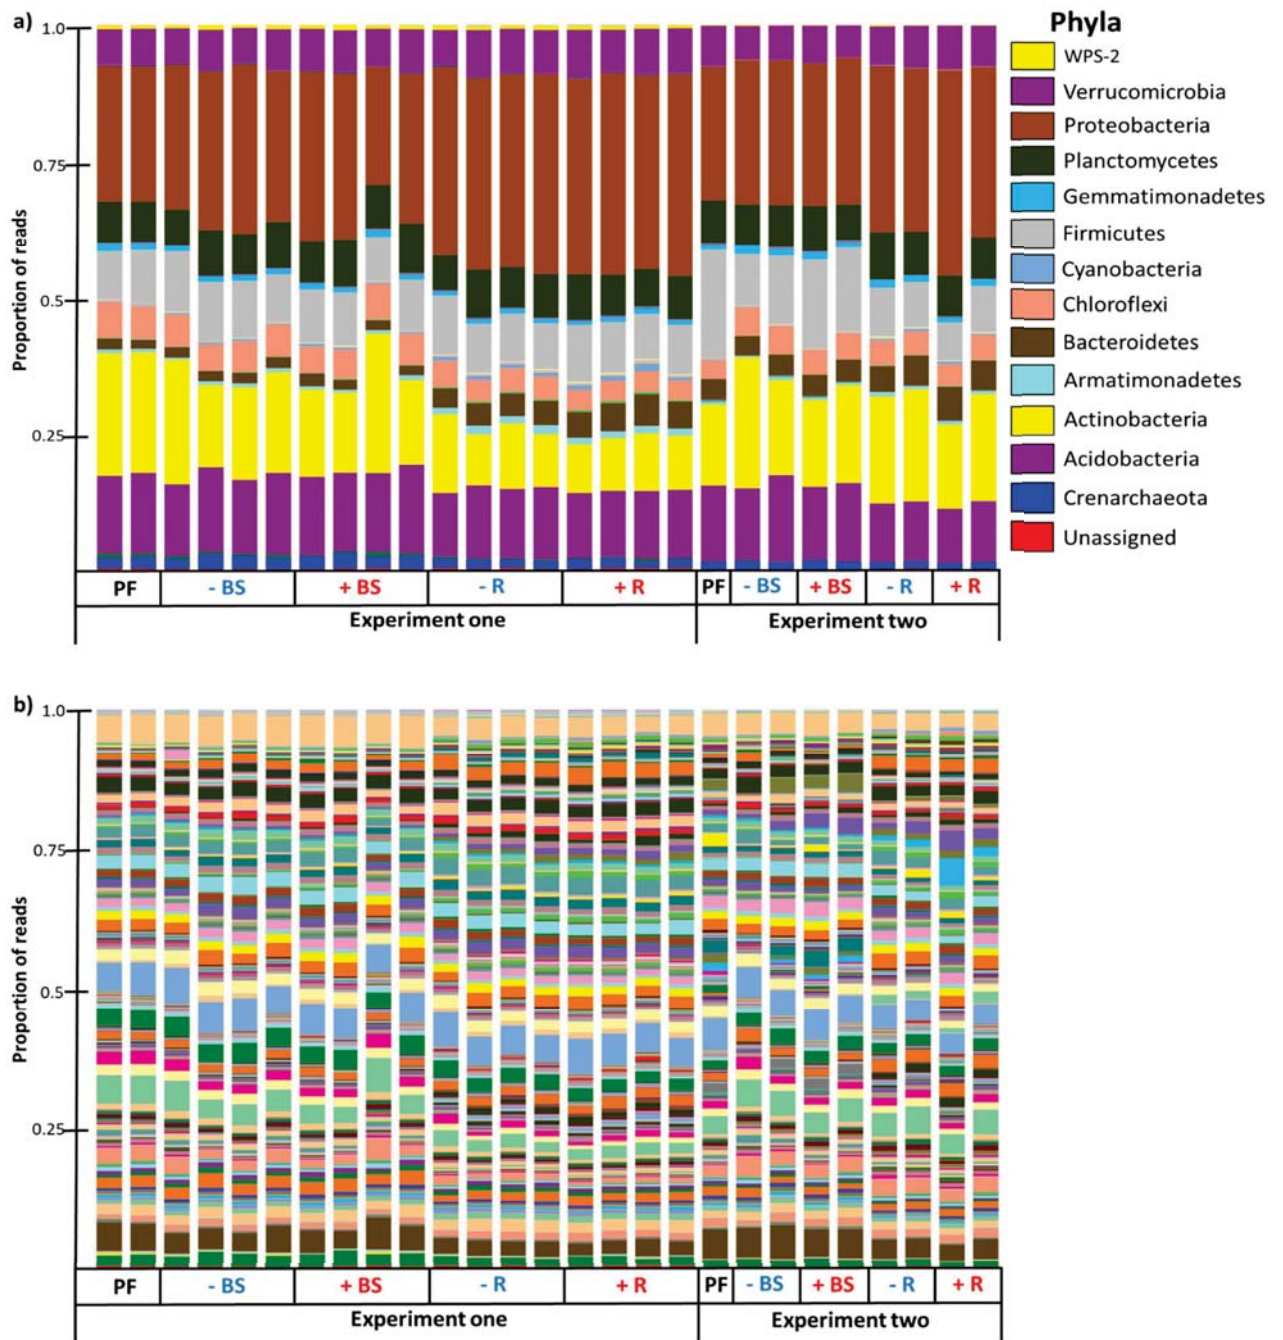 a)
Proportion of reads
1.0
0.75
0.5
0.25
PF - BS + BS - R + R PF - BS + BS - R + R
Experiment one Experiment two
Phyla
WPS-2
Verrucomicrobia
Proteobacteria
Planctomycetes
Gemmatimonadetes
Firmicutes
Cyanobacteria
Chloroflexi
Bacteroidetes
Armatimonadetes
Actinobacteria
Acidobacteria
Crenarchaeota
Unassigned
b)
Proportion of reads
1.0
0.75
0.5
0.25
PF - BS + BS - R + R PF - BS + BS - R + R
Experiment one Experiment two